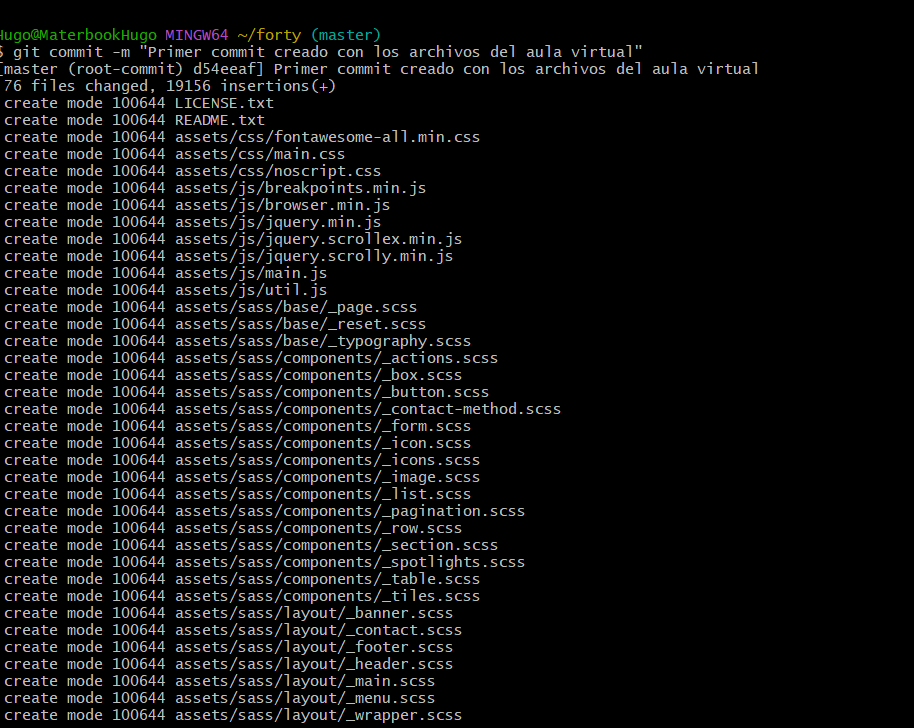 Hugo@MaterbookHugo MINGW64 ~/forty (master)
$ git commit -m "Primer commit creado con los archivos del aula virtual"
[master (root-commit) d54eeaf] Primer commit creado con los archivos del aula virtual
 76 files changed, 19156 insertions(+)
 create mode 100644 LICENSE.txt
 create mode 100644 README.txt
 create mode 100644 assets/css/fontawesome-all.min.css
 create mode 100644 assets/css/main.css
 create mode 100644 assets/css/noscript.css
 create mode 100644 assets/js/breakpoints.min.js
 create mode 100644 assets/js/browser.min.js
 create mode 100644 assets/js/jquery.min.js
 create mode 100644 assets/js/jquery.scrollex.min.js
 create mode 100644 assets/js/jquery.scrolly.min.js
 create mode 100644 assets/js/main.js
 create mode 100644 assets/js/util.js
 create mode 100644 assets/sass/base/_page.scss
 create mode 100644 assets/sass/base/_reset.scss
 create mode 100644 assets/sass/base/_typography.scss
 create mode 100644 assets/sass/components/_actions.scss
 create mode 100644 assets/sass/components/_box.scss
 create mode 100644 assets/sass/components/_button.scss
 create mode 100644 assets/sass/components/_contact-method.scss
 create mode 100644 assets/sass/components/_form.scss
 create mode 100644 assets/sass/components/_icon.scss
 create mode 100644 assets/sass/components/_icons.scss
 create mode 100644 assets/sass/components/_image.scss
 create mode 100644 assets/sass/components/_list.scss
 create mode 100644 assets/sass/components/_pagination.scss
 create mode 100644 assets/sass/components/_row.scss
 create mode 100644 assets/sass/components/_section.scss
 create mode 100644 assets/sass/components/_spotlights.scss
 create mode 100644 assets/sass/components/_table.scss
 create mode 100644 assets/sass/components/_tiles.scss
 create mode 100644 assets/sass/layout/_banner.scss
 create mode 100644 assets/sass/layout/_contact.scss
 create mode 100644 assets/sass/layout/_footer.scss
 create mode 100644 assets/sass/layout/_header.scss
 create mode 100644 assets/sass/layout/_main.scss
 create mode 100644 assets/sass/layout/_menu.scss
 create mode 100644 assets/sass/layout/_wrapper.scss